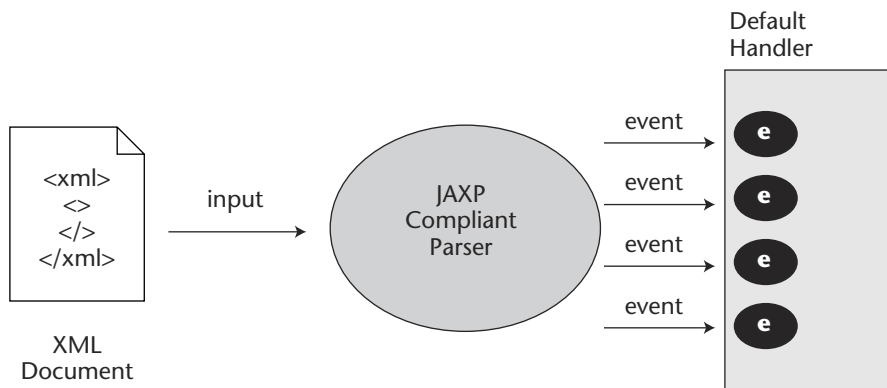 Default
Handler
<xml>
<>
</>
</xml>
XML
Document
input
JAXP
Compliant
Parser
event
event
event
event
e
e
e
e